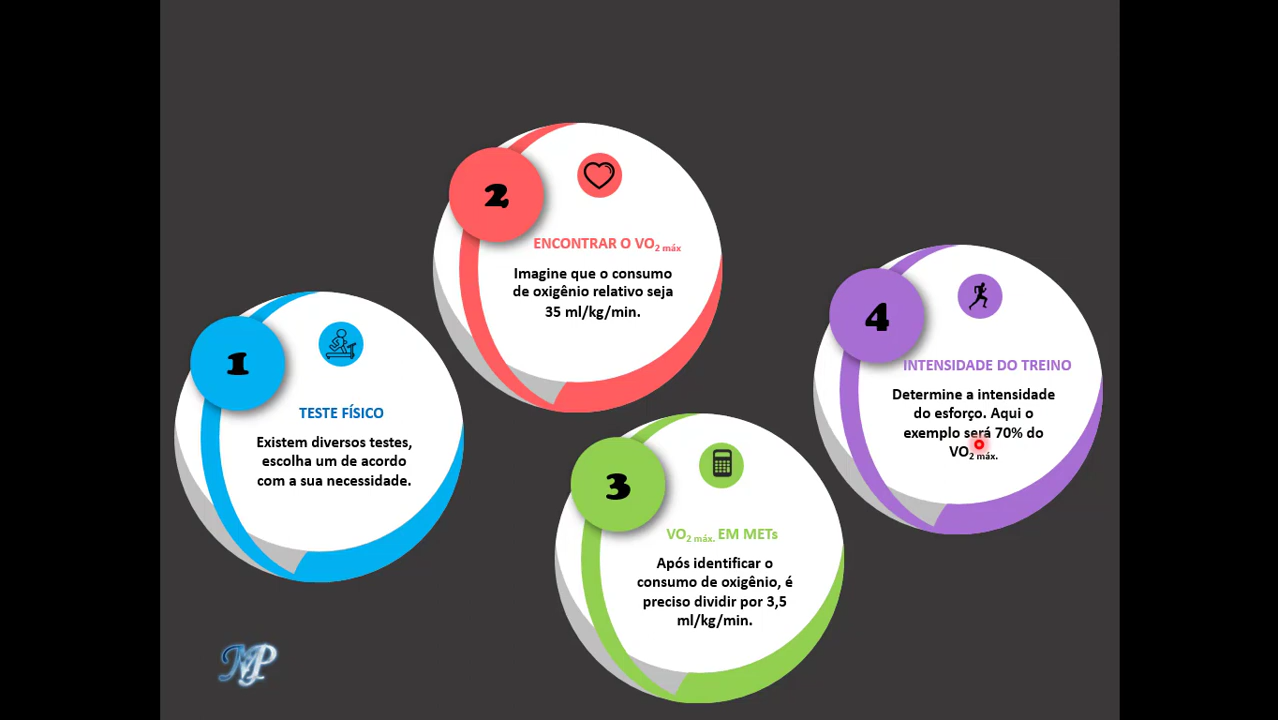 1
TESTE FÍSICO
Existem diversos testes,
escolha um de acordo
com a sua necessidade.
2
ENCONTRAR O VO2 máx
Imagine que o consumo
de oxigênio relativo seja
35 ml/kg/min.
3
VO2 máx. EM METs
Após identificar o
consumo de oxigênio, é
preciso dividir por 3,5
ml/kg/min.
4
INTENSIDADE DO TREINO
Determine a intensidade
do esforço. Aqui o
exemplo será 70% do
VO2 máx.
MP